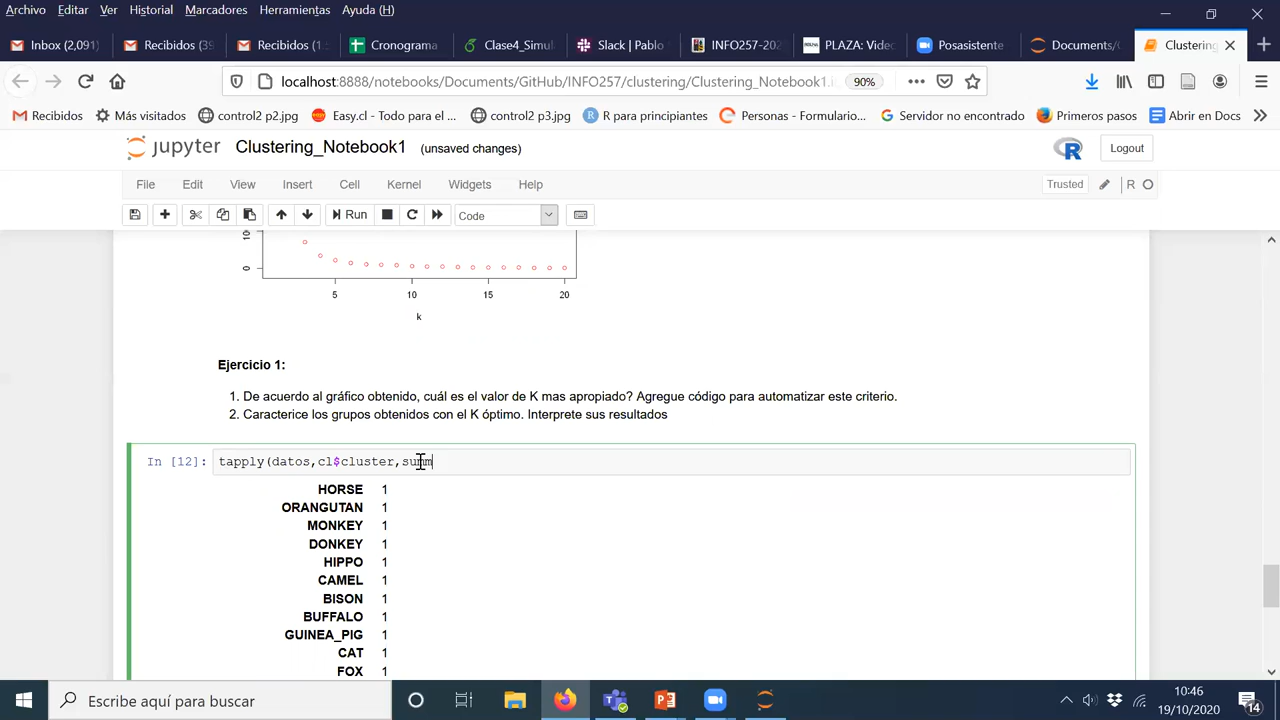 Archivo Editar Ver Historial Marcadores Herramientas Ayuda
Inbox (2,091) Recibidos (39 Recibidos (1. Cronograma Clase4_Simul Slack | Pablo INFO257-202 PLAZA: Vide Posasistente Documents/ Clustering
localhost:8888/notebooks/Documents/GitHub/INFO257/clustering/Clustering_Notebook1.i 90%
Recibidos Más visitados control2 p2.jpg Easy.cl - Todo para el control2 p3.jpg R para principiantes Personas - Formulario... Servidor no encontrado Primeros pasos Abrir en Docs
jupyter Clustering_Notebook1 (unsaved changes) Logout
File Edit View Insert Cell Kernel Widgets Help Trusted R
Run Code
10
0
5 10 15 20
k
Ejercicio 1:
1. De acuerdo al gráfico obtenido, cuál es el valor de K mas apropiado? Agregue código para automatizar este criterio.
2. Caracterice los grupos obtenidos con el K óptimo. Interprete sus resultados
In [12]: tapply(datos,cl$cluster,summ
HORSE 1
ORANGUTAN 1
MONKEY 1
DONKEY 1
HIPPO 1
CAMEL 1
BISON 1
BUFFALO 1
GUINEA_PIG 1
CAT 1
FOX 1
Escribe aquí para buscar
10:46
19/10/2020
14